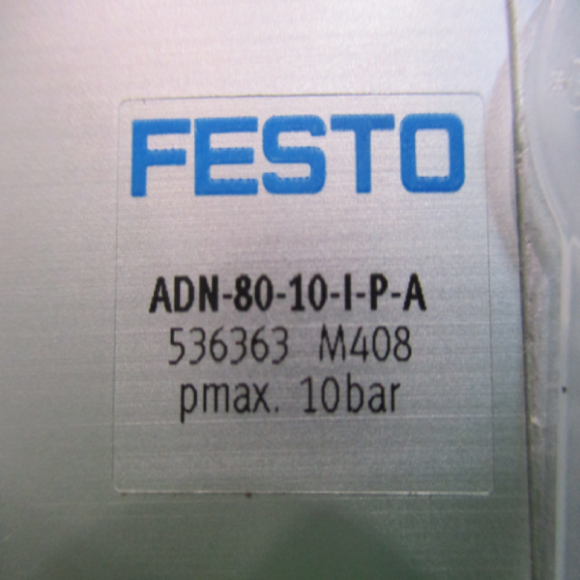 FESTO
ADN-80-10-I-P-A
536363 M408
pmax. 10bar